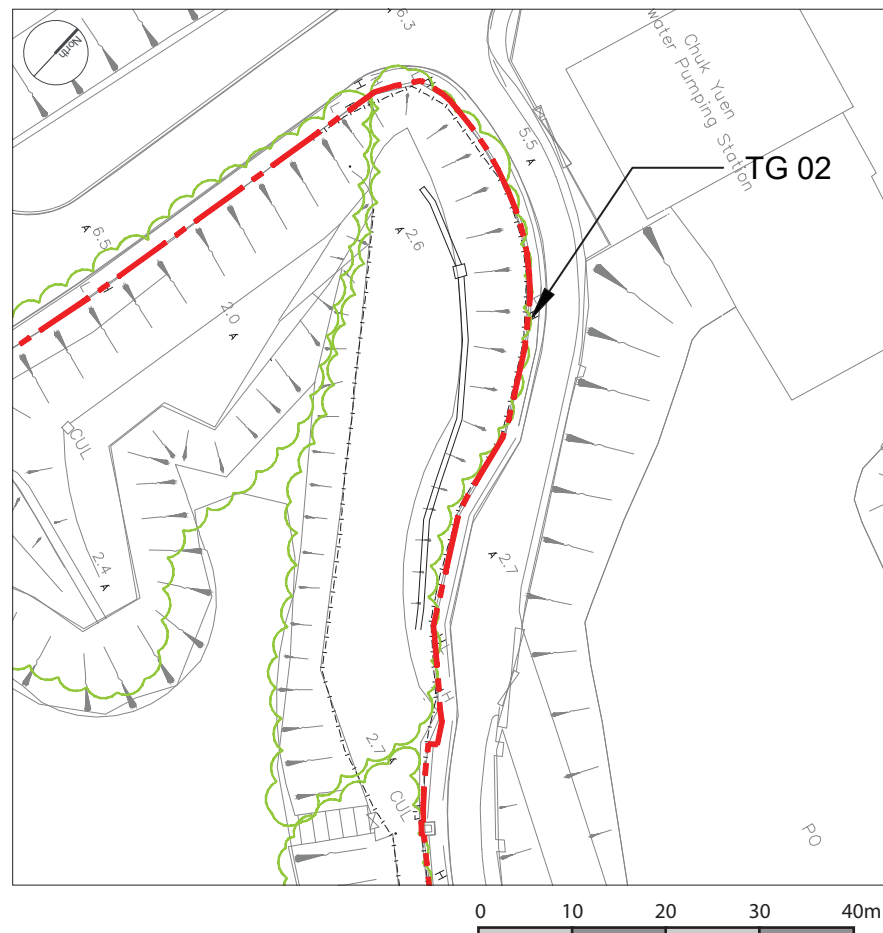 North
6.3
Chuk Yuen
water Pumping Station
5.5
TG 02
6.5
2.6
2.0
CUL
2.4
2.7
H
2.7
CUL
H
PO
0 10 20 30 40m